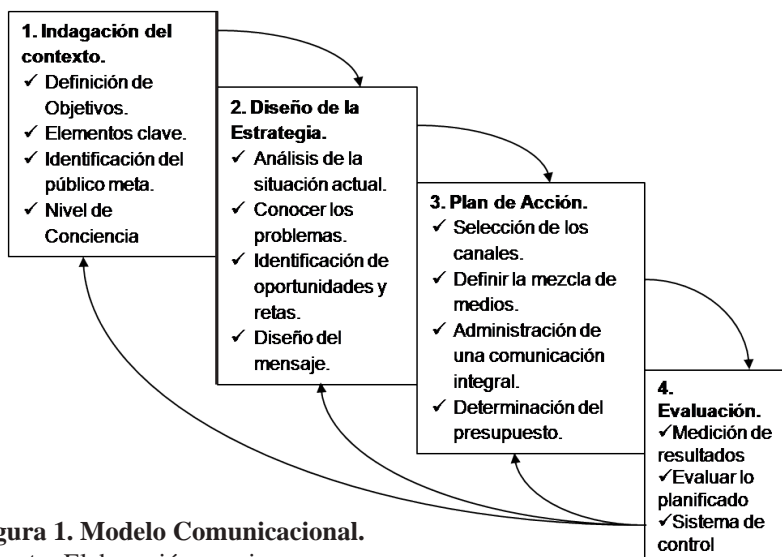 1. Indagación del
contexto.
✓ Definición de
Objetivos.
✓ Elementos clave.
✓ Identificación del
público meta.
✓ Nivel de
Conciencia
2. Diseño de la
Estrategia.
✓ Análisis de la
situación actual.
✓ Conocer los
problemas.
✓ Identificación de
oportunidades y
retas.
✓ Diseño del
mensaje.
3. Plan de Acción.
✓ Selección de los
canales.
✓ Definir la mezcla de
medios.
✓ Administración de
una comunicación
integral.
✓ Determinación del
presupuesto.
4.
Evaluación.
✓Medición de
resultados
✓Evaluar lo
planificado
✓Sistema de
control
gura 1. Modelo Comunicacional.